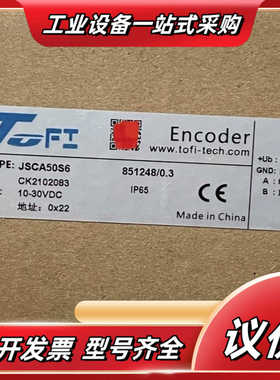 工业设备一站式采购
TOFI
Encoder
www.tofi-tech.com
+Ub:
GND:
PE: JSCA50S6
851248/0.3
A :
CK2102083
IP65
B :
10-30VDC
CE
地址: 0x22
Made in China
开发票 型号齐全
议价